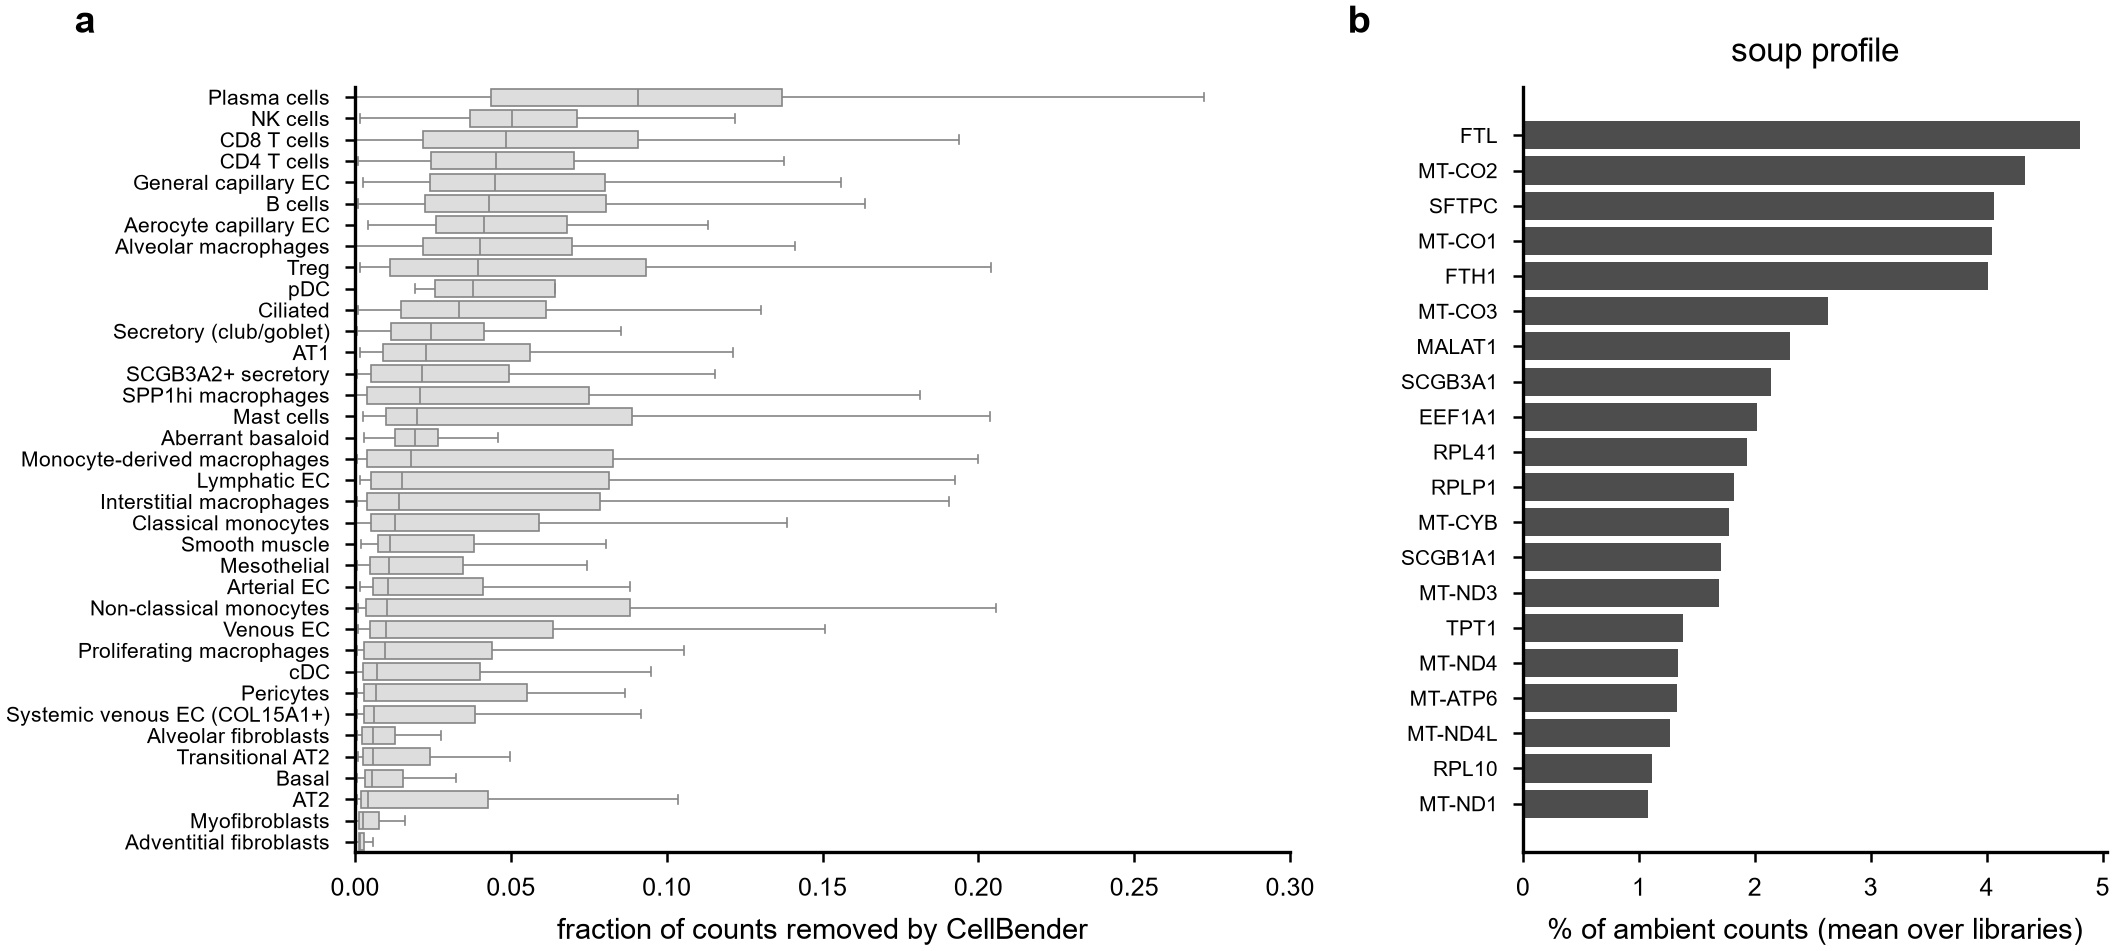 a
Plasma cells
NK cells
CD8 T cells
CD4 T cells
General capillary EC
B cells
Aerocyte capillary EC
Alveolar macrophages
Treg
pDC
Ciliated
Secretory (club/goblet)
AT1
SCGB3A2+ secretory
SPP1hi macrophages
Mast cells
Aberrant basaloid
Monocyte-derived macrophages
Lymphatic EC
Interstitial macrophages
Classical monocytes
Smooth muscle
Mesothelial
Arterial EC
Non-classical monocytes
Venous EC
Proliferating macrophages
cDC
Pericytes
Systemic venous EC (COL15A1+)
Alveolar fibroblasts
Transitional AT2
Basal
AT2
Myofibroblasts
Adventitial fibroblasts
0.00 0.05 0.10 0.15 0.20 0.25 0.30
fraction of counts removed by CellBender
b
soup profile
FTL
MT-CO2
SFTPC
MT-CO1
FTH1
MT-CO3
MALAT1
SCGB3A1
EEF1A1
RPL41
RPLP1
MT-CYB
SCGB1A1
MT-ND3
TPT1
MT-ND4
MT-ATP6
MT-ND4L
RPL10
MT-ND1
0 1 2 3 4 5
% of ambient counts (mean over libraries)